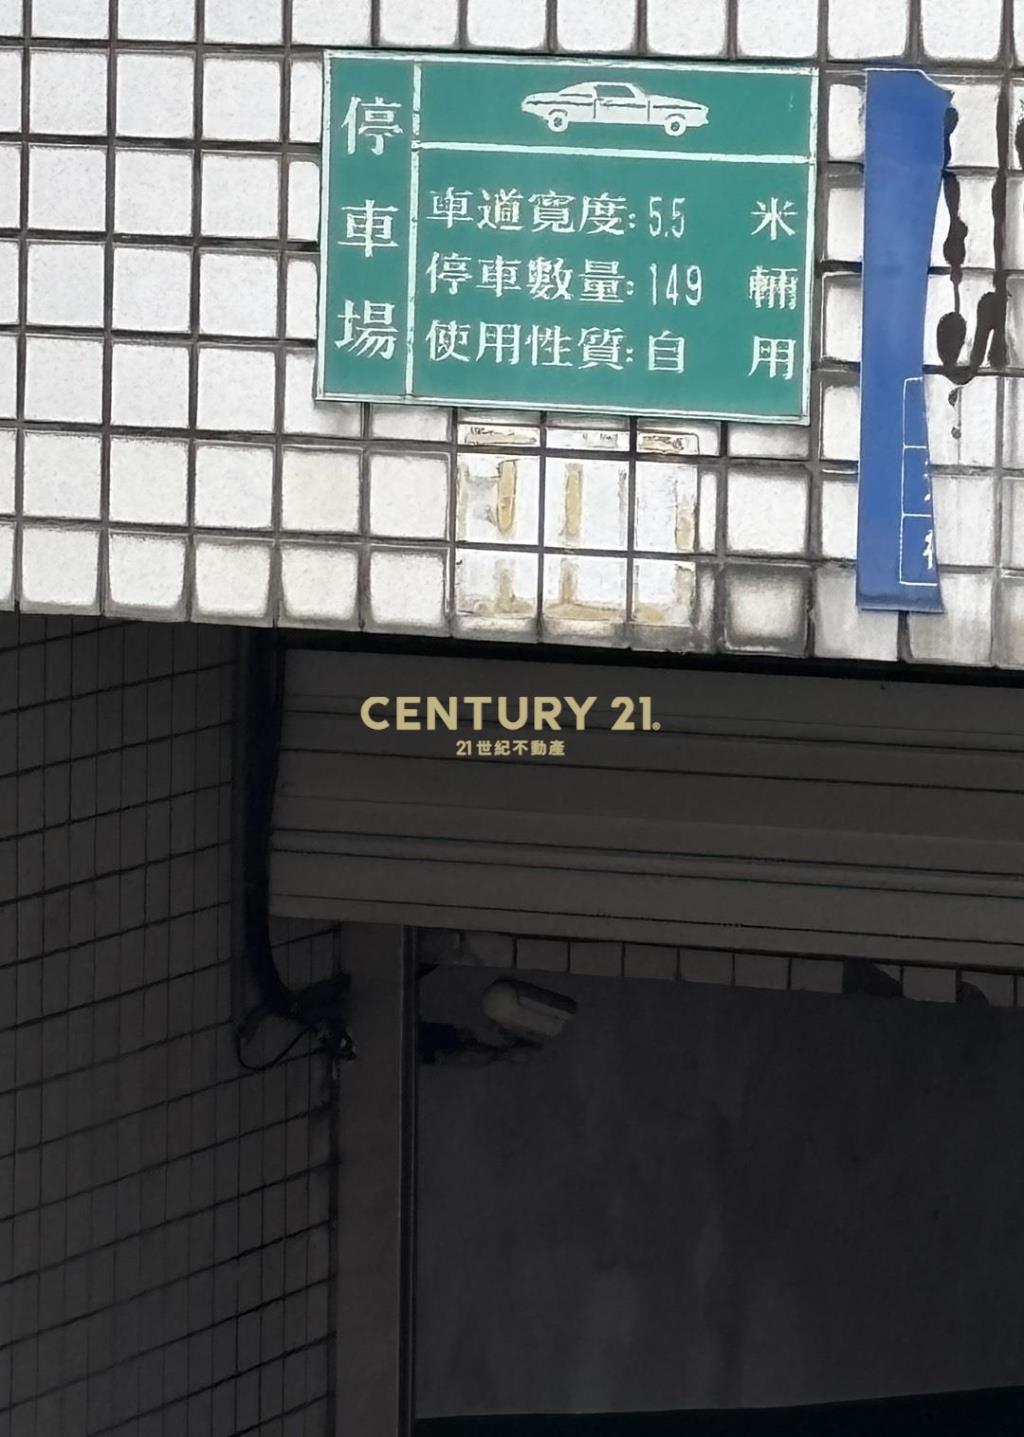 停車場
車道寬度:5.5 米
停車數量:149 輛
使用性質:自 用
CENTURY 21.
21世紀不動產